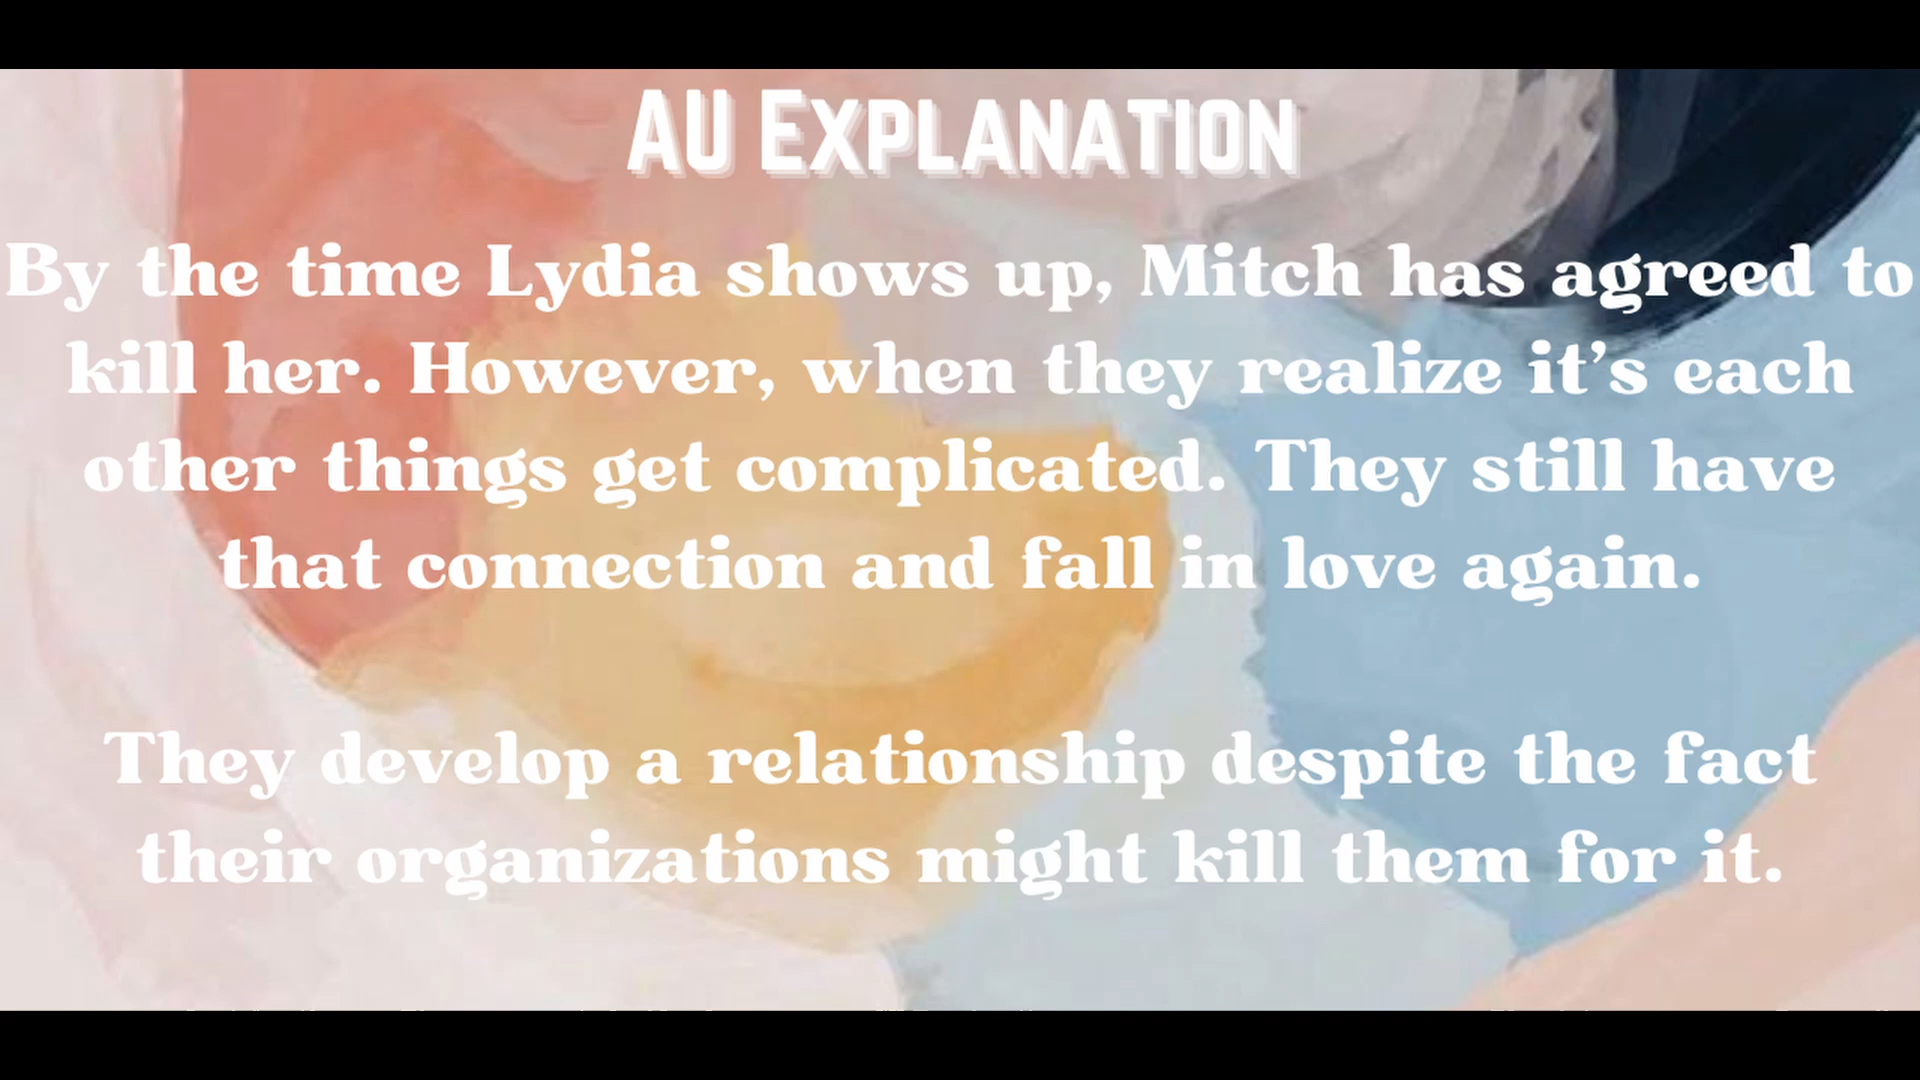 AU EXPLANATION
By the time Lydia shows up, Mitch has agreed to
kill her. However, when they realize it’s each
other things get complicated. They still have
that connection and fall in love again.
They develop a relationship despite the fact
their organizations might kill them for it.